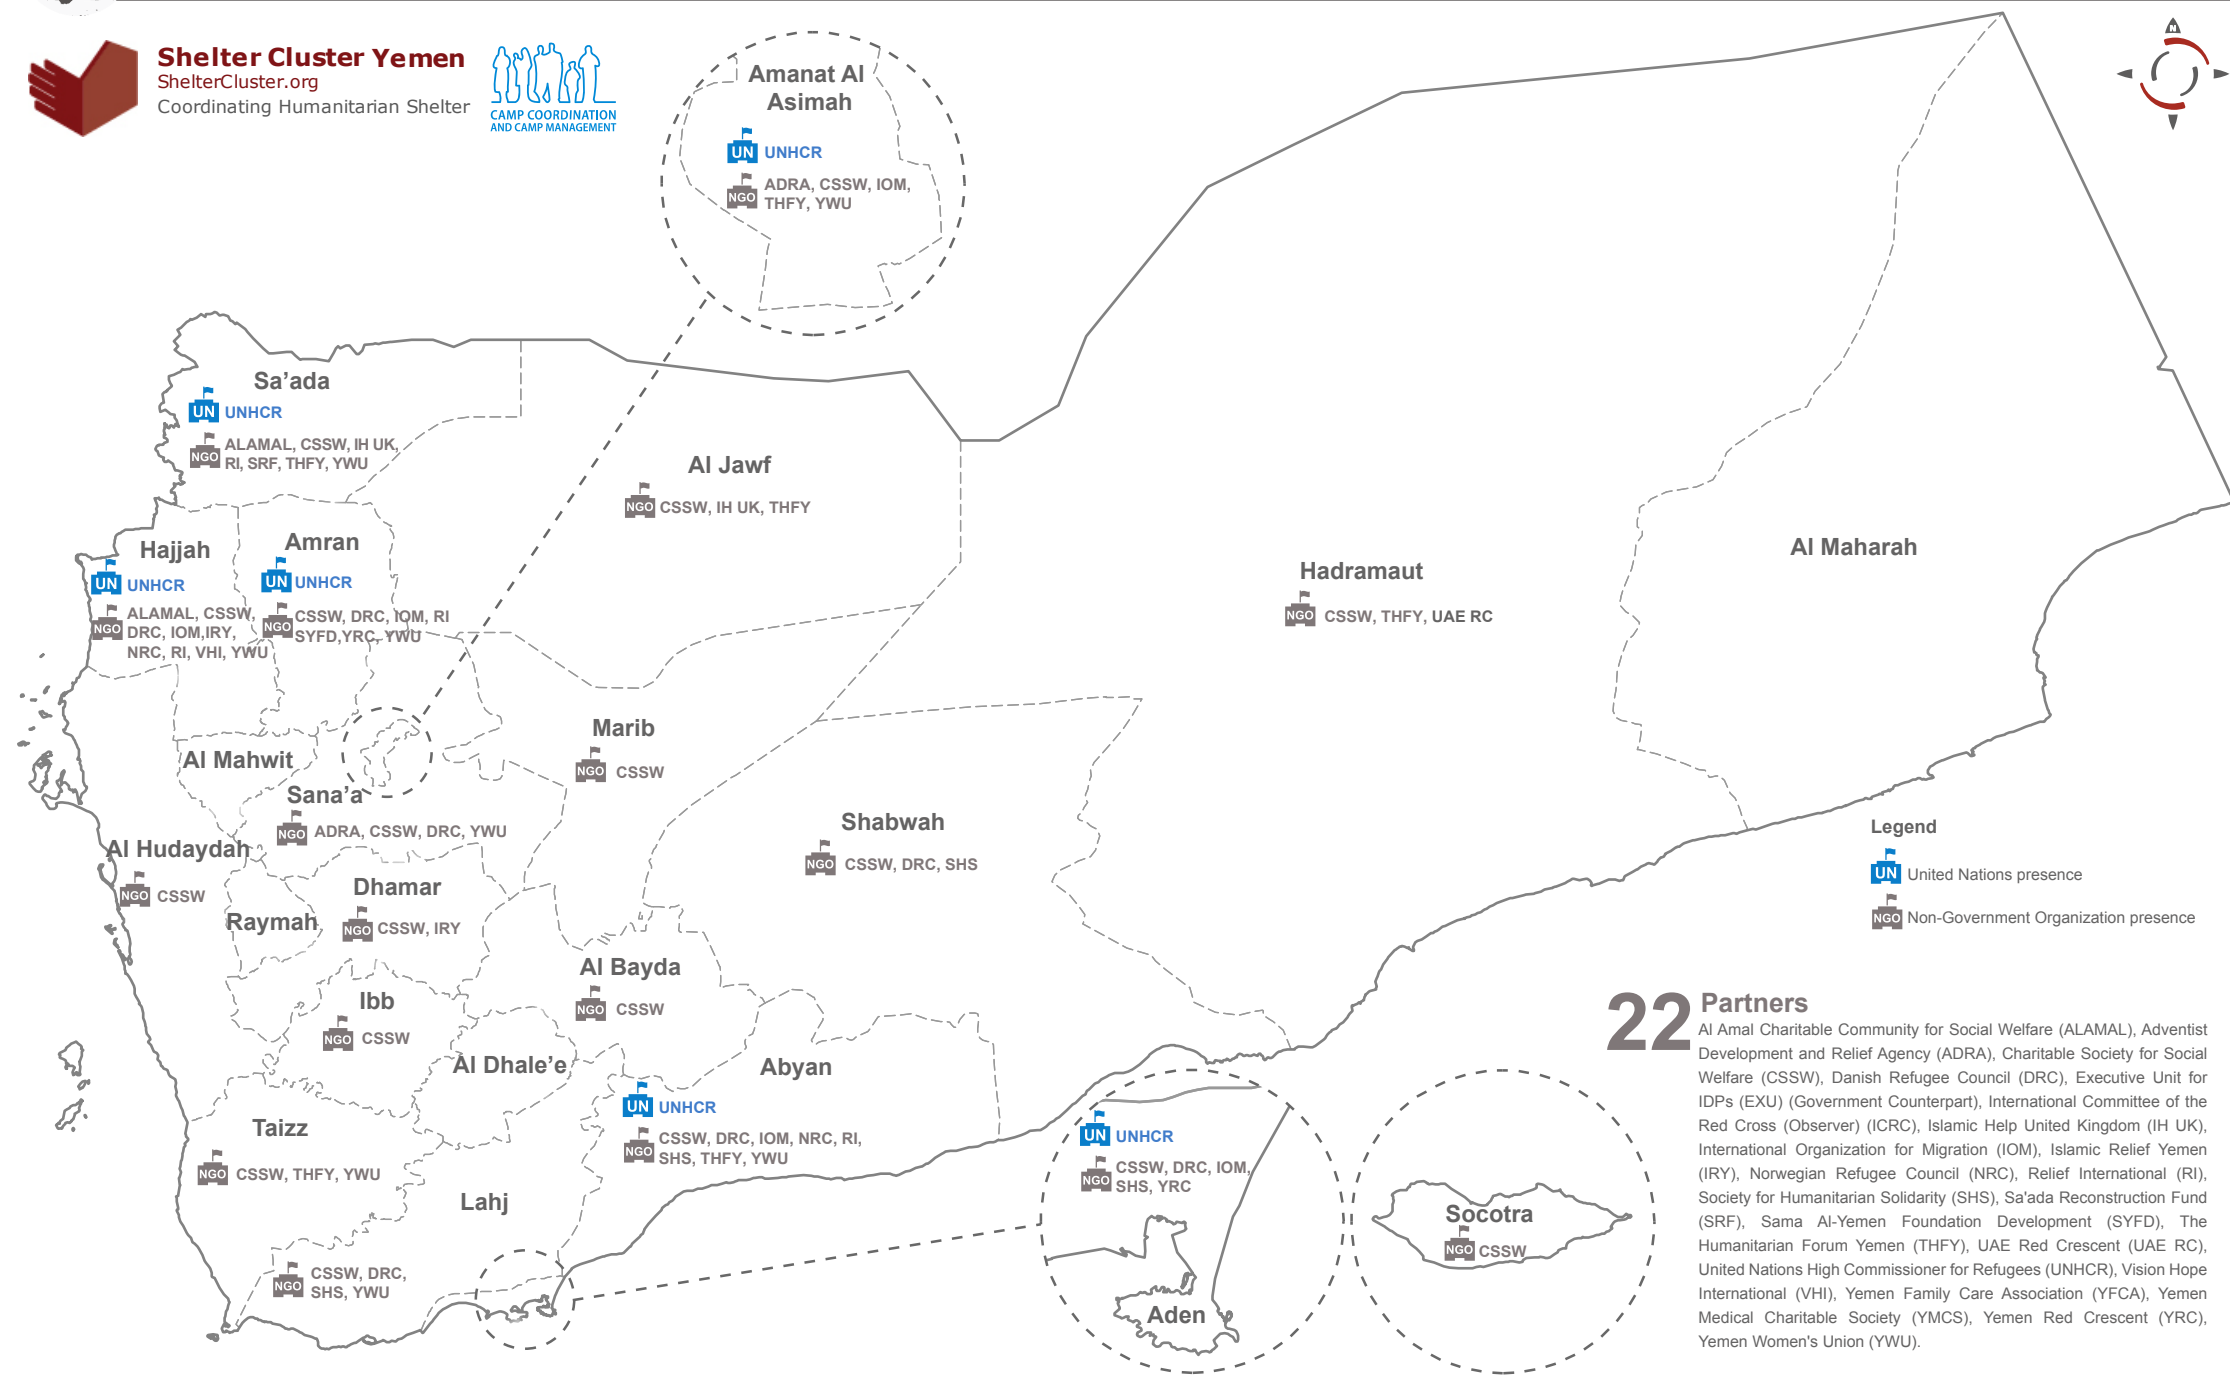 Shelter Cluster Yemen
ShelterCluster.org
Coordinating Humanitarian Shelter
CAMP COORDINATION
AND CAMP MANAGEMENT
N
Amanat Al
Asimah
UN UNHCR
NGO ADRA, CSSW, IOM,
THFY, YWU
Sa’ada
UN UNHCR
NGO ALAMAL, CSSW, IH UK,
RI, SRF, THFY, YWU
Al Jawf
NGO CSSW, IH UK, THFY
Hajjah
UN UNHCR
NGO ALAMAL, CSSW,
DRC, IOM,IRY,
NRC, RI, VHI, YWU
Amran
UN UNHCR
NGO CSSW, DRC, IOM, RI
SYFD,YRC, YWU
Hadramaut
NGO CSSW, THFY, UAE RC
Al Maharah
Marib
NGO CSSW
Al Mahwit
Sana’a
NGO ADRA, CSSW, DRC, YWU
Shabwah
NGO CSSW, DRC, SHS
Al Hudaydah
NGO CSSW
Dhamar
NGO CSSW, IRY
Raymah
Al Bayda
NGO CSSW
Ibb
NGO CSSW
Al Dhale’e
Abyan
UN UNHCR
NGO CSSW, DRC, IOM, NRC, RI,
SHS, THFY, YWU
Taizz
NGO CSSW, THFY, YWU
Lahj
NGO CSSW, DRC,
SHS, YWU
UN UNHCR
NGO CSSW, DRC, IOM,
SHS, YRC
Aden
Socotra
NGO CSSW
Legend
UN United Nations presence
NGO Non-Government Organization presence
22 Partners
Al Amal Charitable Community for Social Welfare (ALAMAL), Adventist
Development and Relief Agency (ADRA), Charitable Society for Social
Welfare (CSSW), Danish Refugee Council (DRC), Executive Unit for
IDPs (EXU) (Government Counterpart), International Committee of the
Red Cross (Observer) (ICRC), Islamic Help United Kingdom (IH UK),
International Organization for Migration (IOM), Islamic Relief Yemen
(IRY), Norwegian Refugee Council (NRC), Relief International (RI),
Society for Humanitarian Solidarity (SHS), Sa'ada Reconstruction Fund
(SRF), Sama Al-Yemen Foundation Development (SYFD), The
Humanitarian Forum Yemen (THFY), UAE Red Crescent (UAE RC),
United Nations High Commissioner for Refugees (UNHCR), Vision Hope
International (VHI), Yemen Family Care Association (YFCA), Yemen
Medical Charitable Society (YMCS), Yemen Red Crescent (YRC),
Yemen Women's Union (YWU).